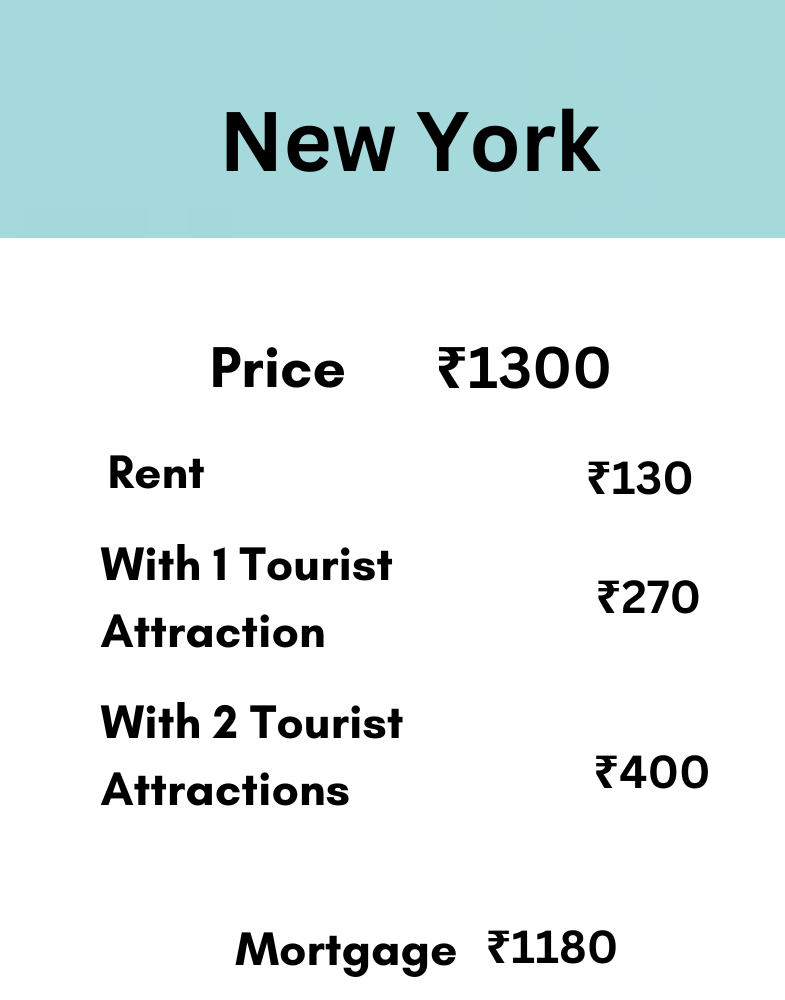 New York
Price ₹1300
Rent ₹130
With 1 Tourist
Attraction ₹270
With 2 Tourist
Attractions ₹400
Mortgage ₹1180